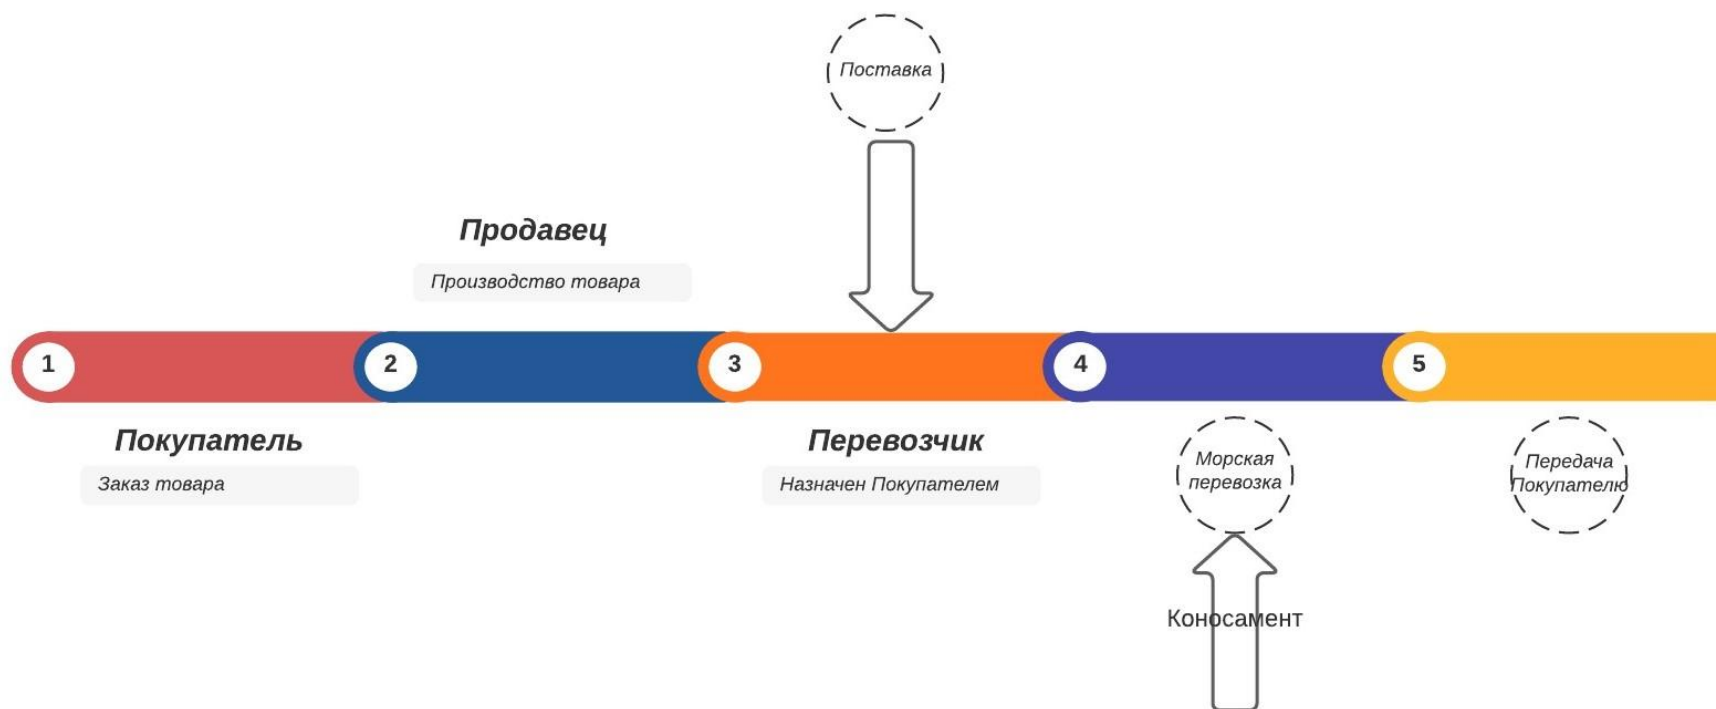 Поставка
Продавец
Производство товара
1
2
3
4
5
Покупатель
Заказ товара
Перевозчик
Назначен Покупателем
Морская
перевозка
Передача
Покупателю
Коносамент